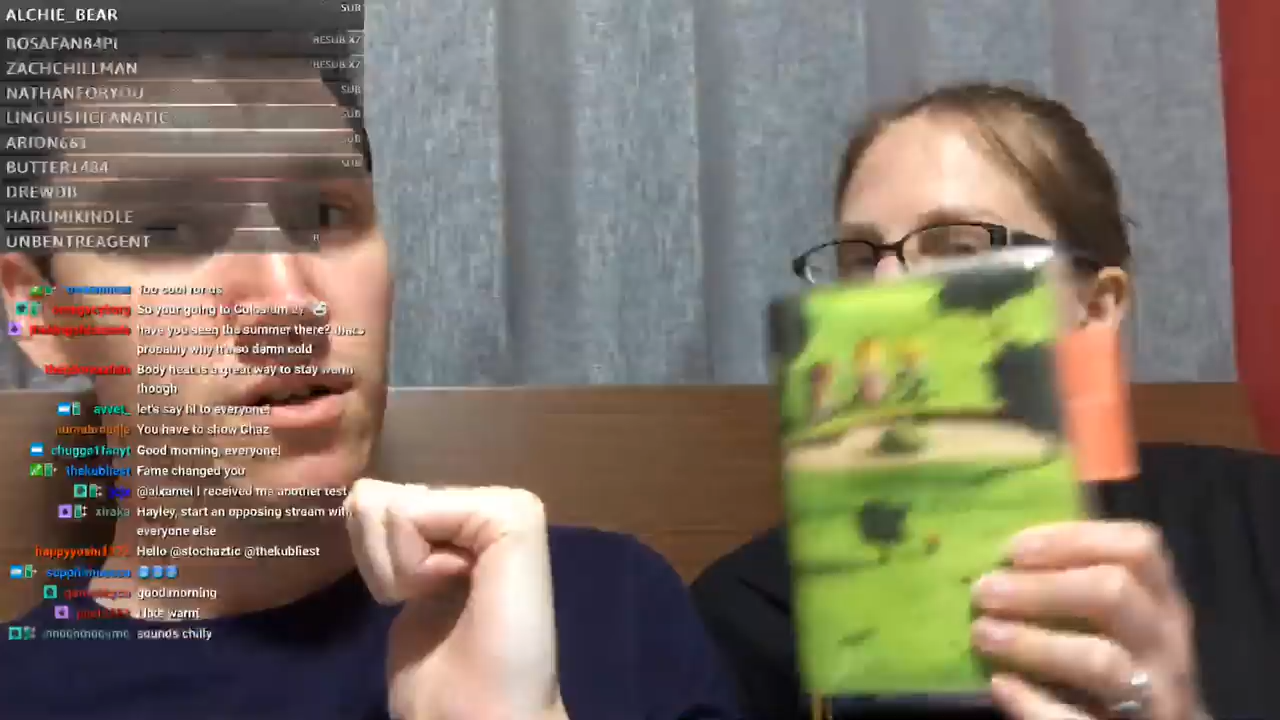 ALCHIE_BEAR SUB
ROSAFAN84PL RESUB X7
ZACHCHILLMAN RESUB X7
NATHANFORYOU SUB
LINGUISTICFANATIC SUB
ARION661 SUB
BUTTER1484 SUB
DREWDB
HARUMIKINDLE
UNBENTREAGENT R
Too cool for us
So your going to Colosium 2?
have you seen the summer there? thats
probably why it's so damn cold
Body heat is a great way to stay warm
though
avvet_ let's say hi to everyone!
You have to show Chaz
chugga1fanyt Good morning, everyone!
thekubliest Fame changed you
@alxamei I received me another test
xiraka Hayley, start an opposing stream with
everyone else
Hello @stochaztic @thekubliest
good morning
I like warm
sounds chilly